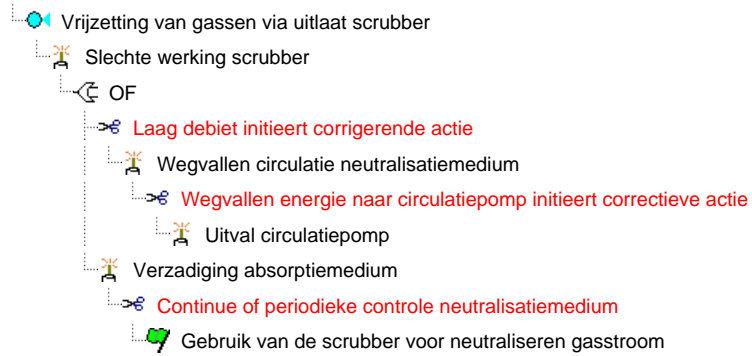 Vrijzetting van gassen via uitlaat scrubber
Slechte werking scrubber
OF
Laag debiet initieert corrigerende actie
Wegvallen circulatie neutralisatiemedium
Wegvallen energie naar circulatiepomp initieert correctieve actie
Uitval circulatiepomp
Verzadiging absorptiemedium
Continue of periodieke controle neutralisatiemedium
Gebruik van de scrubber voor neutraliseren gasstroom